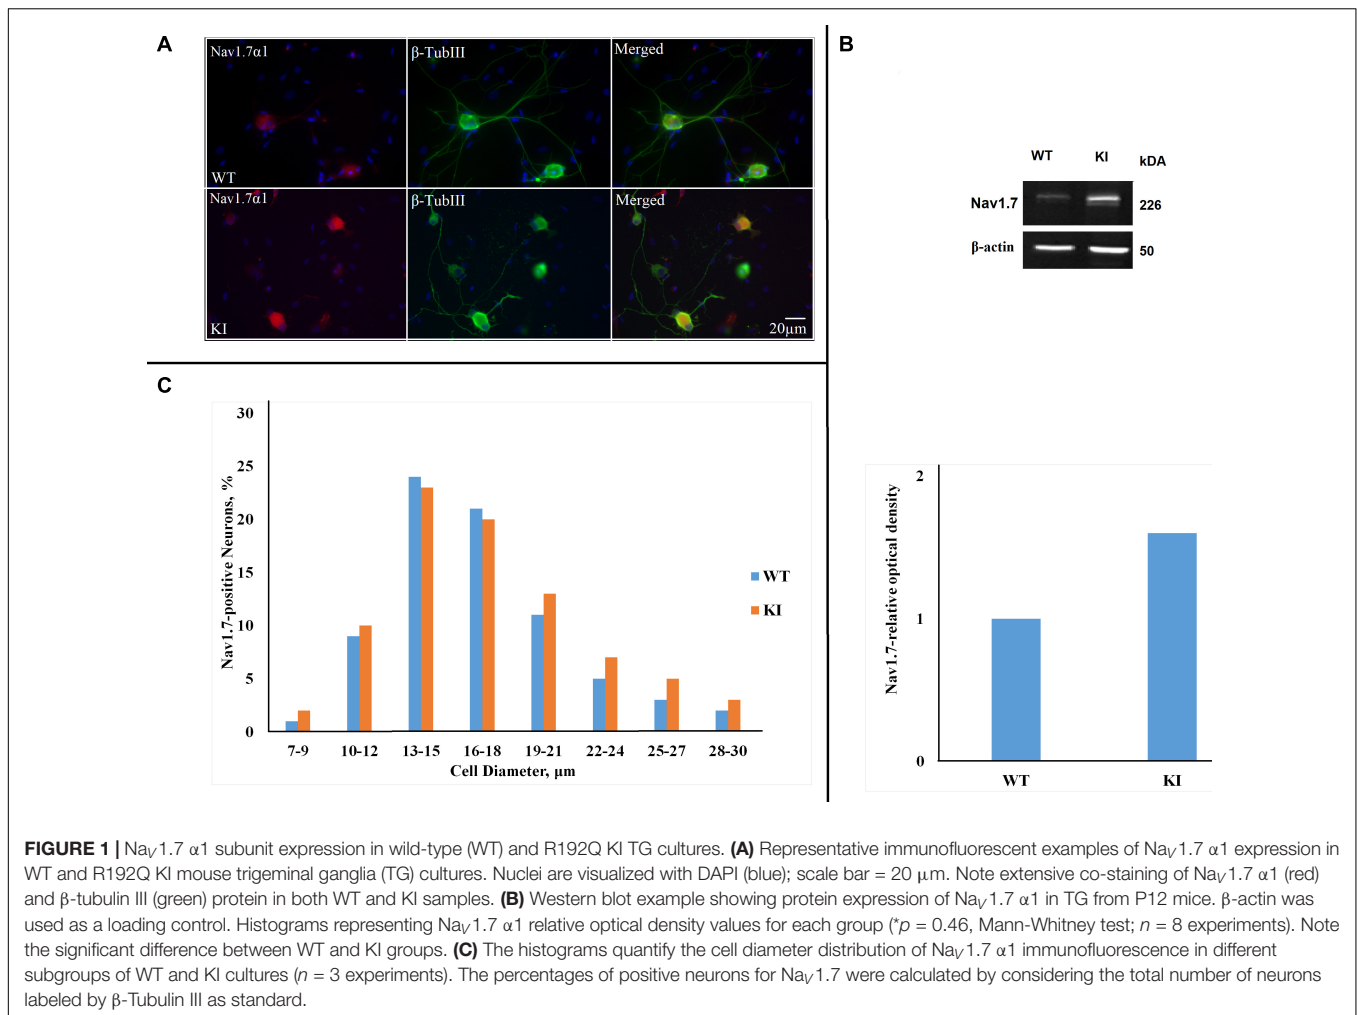 A
Nav1.7α1
β-TubIII
Merged
WT
Nav1.7α1
β-TubIII
Merged
KI
20µm
B
WT KI kDA
Nav1.7 226
β-actin 50
Nav1.7-relative optical density
2
1
0
WT KI
C
Nav1.7-positive Neurons, %
30
25
20
15
10
5
0
7-9 10-12 13-15 16-18 19-21 22-24 25-27 28-30
Cell Diameter, µm
WT
KI
FIGURE 1 | NaV1.7 α1 subunit expression in wild-type (WT) and R192Q KI TG cultures. (A) Representative immunofluorescent examples of NaV1.7 α1 expression in
WT and R192Q KI mouse trigeminal ganglia (TG) cultures. Nuclei are visualized with DAPI (blue); scale bar = 20 µm. Note extensive co-staining of NaV1.7 α1 (red)
and β-tubulin III (green) protein in both WT and KI samples. (B) Western blot example showing protein expression of NaV1.7 α1 in TG from P12 mice. β-actin was
used as a loading control. Histograms representing NaV1.7 α1 relative optical density values for each group (*p = 0.46, Mann-Whitney test; n = 8 experiments). Note
the significant difference between WT and KI groups. (C) The histograms quantify the cell diameter distribution of NaV1.7 α1 immunofluorescence in different
subgroups of WT and KI cultures (n = 3 experiments). The percentages of positive neurons for NaV1.7 were calculated by considering the total number of neurons
labeled by β-Tubulin III as standard.